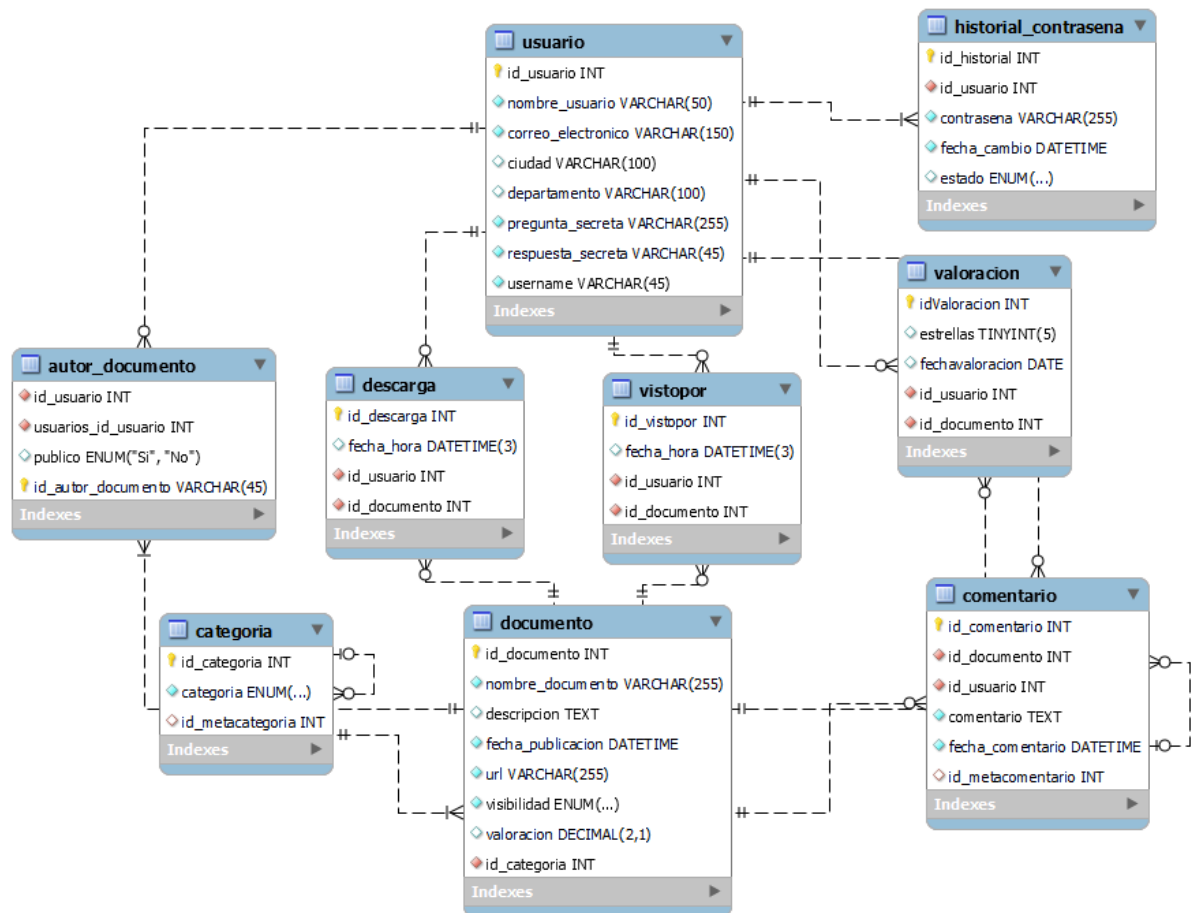 usuario
id_usuario INT
nombre_usuario VARCHAR(50)
correo_electronico VARCHAR(150)
ciudad VARCHAR(100)
departamento VARCHAR(100)
pregunta_secreta VARCHAR(255)
respuesta_secreta VARCHAR(45)
username VARCHAR(45)
Indexes
historial_contrasena
id_historial INT
id_usuario INT
contrasena VARCHAR(255)
fecha_cambio DATETIME
estado ENUM(...)
Indexes
valoracion
idValoracion INT
estrellas TINYINT(5)
fechavaloracion DATE
id_usuario INT
id_documento INT
Indexes
autor_documento
id_usuario INT
usuarios_id_usuario INT
publico ENUM("Si", "No")
id_autor_documento VARCHAR(45)
Indexes
descarga
id_descarga INT
fecha_hora DATETIME(3)
id_usuario INT
id_documento INT
Indexes
vistopor
id_vistopor INT
fecha_hora DATETIME(3)
id_usuario INT
id_documento INT
Indexes
categoria
id_categoria INT
categoria ENUM(...)
id_metacategoria INT
Indexes
documento
id_documento INT
nombre_documento VARCHAR(255)
descripcion TEXT
fecha_publicacion DATETIME
url VARCHAR(255)
visibilidad ENUM(...)
valoracion DECIMAL(2,1)
id_categoria INT
Indexes
comentario
id_comentario INT
id_documento INT
id_usuario INT
comentario TEXT
fecha_comentario DATETIME
id_metacomentario INT
Indexes